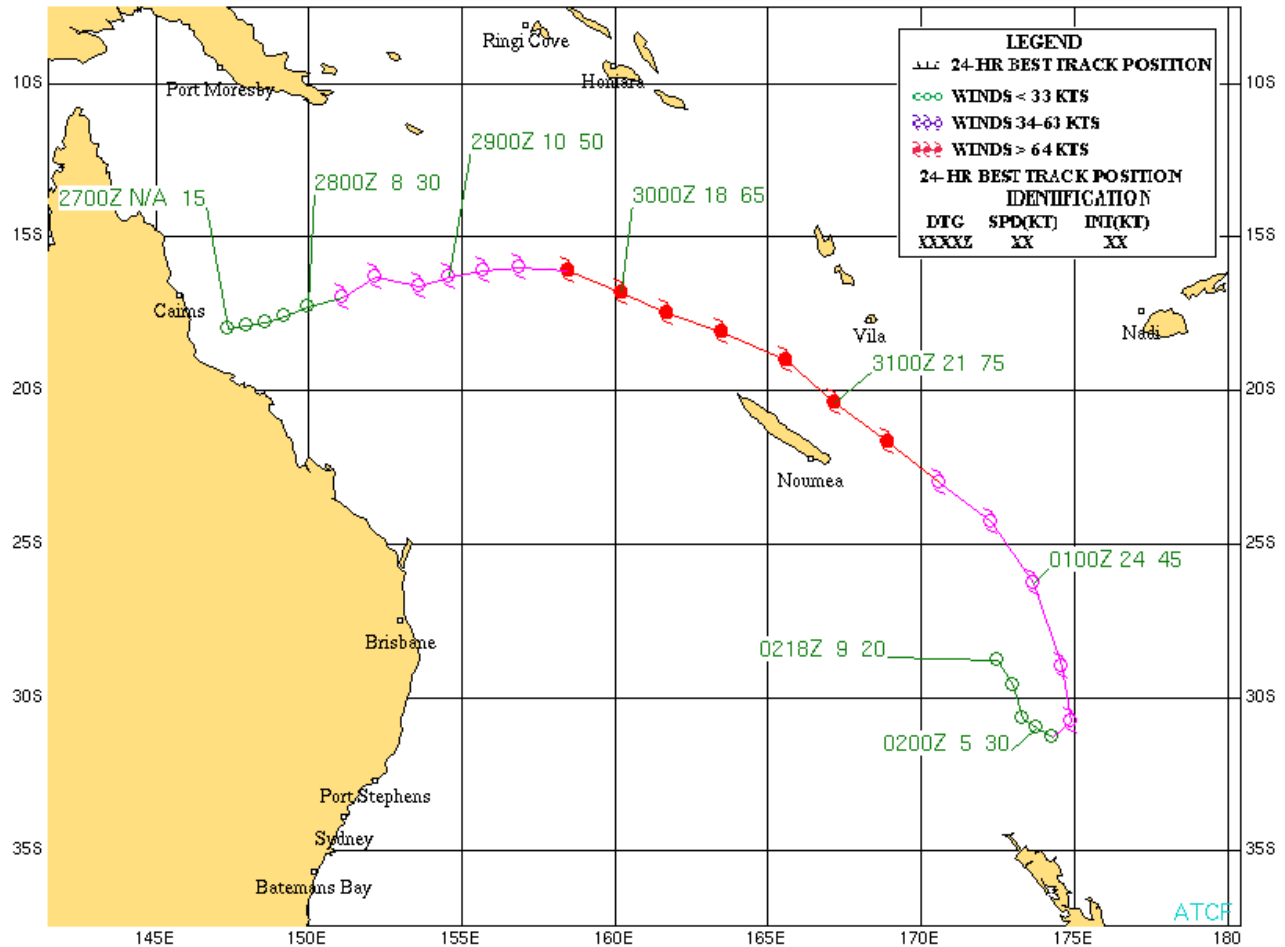 Ringi Cove
Honiara
Port Moresby
LEGEND
24-HR BEST TRACK POSITION
WINDS < 33 KTS
WINDS 34-63 KTS
WINDS > 64 KTS
24-HR BEST TRACK POSITION
IDENTIFICATION
DTG SPD(KT) INT(KT)
XXXXZ XX XX
10S
10S
2900Z 10 50
2800Z 8 30
2700Z N/A 15
3000Z 18 65
15S
15S
Cairns
Vila
Nadi
3100Z 21 75
20S
20S
Noumea
25S
25S
0100Z 24 45
Brisbane
0218Z 9 20
30S
30S
0200Z 5 30
Port Stephens
Sydney
35S
35S
Batemans Bay
ATCF
145E
150E
155E
160E
165E
170E
175E
180